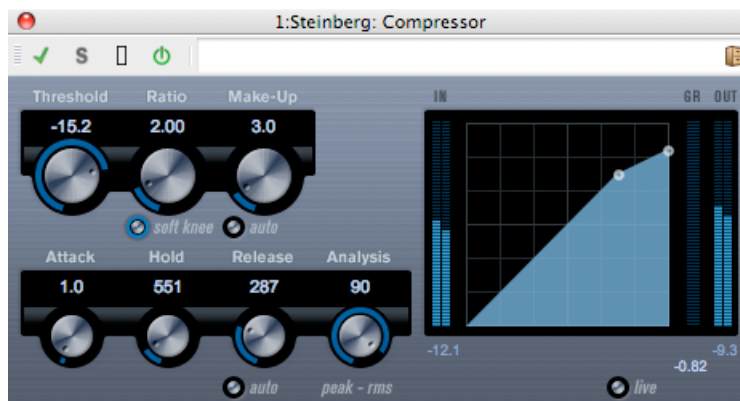 1:Steinberg: Compressor
S
Threshold Ratio Make-Up IN GR OUT
-15.2 2.00 3.0
soft knee auto
Attack Hold Release Analysis
1.0 551 287 90
-12.1 -9.3
-0.82
auto peak - rms live